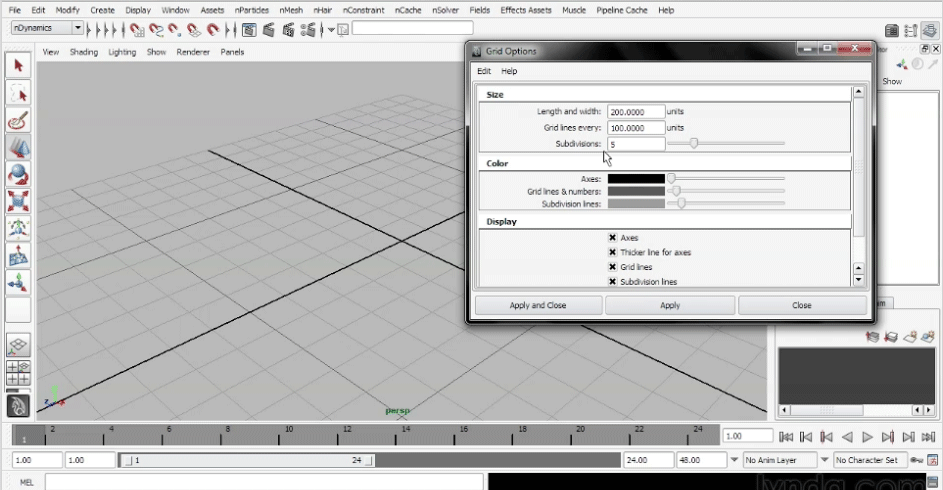 File Edit Modify Create Display Window Assets nParticles nMesh nHair nConstraint nCache nSolver Fields Effects Assets Muscle Pipeline Cache Help
nDynamics
View Shading Lighting Show Renderer Panels
Show
Grid Options
Edit Help
Size
Length and width: 200.0000 units
Grid lines every: 100.0000 units
Subdivisions: 5
Color
Axes:
Grid lines & numbers:
Subdivision lines:
Display
Axes
Thicker line for axes
Grid lines
Subdivision lines
Apply and Close Apply Close
persp
1 2 4 6 8 10 12 14 16 18 20 22 24 1.00
1.00 1.00 1 24 24.00 48.00 No Anim Layer No Character Set
MEL
lynda.com